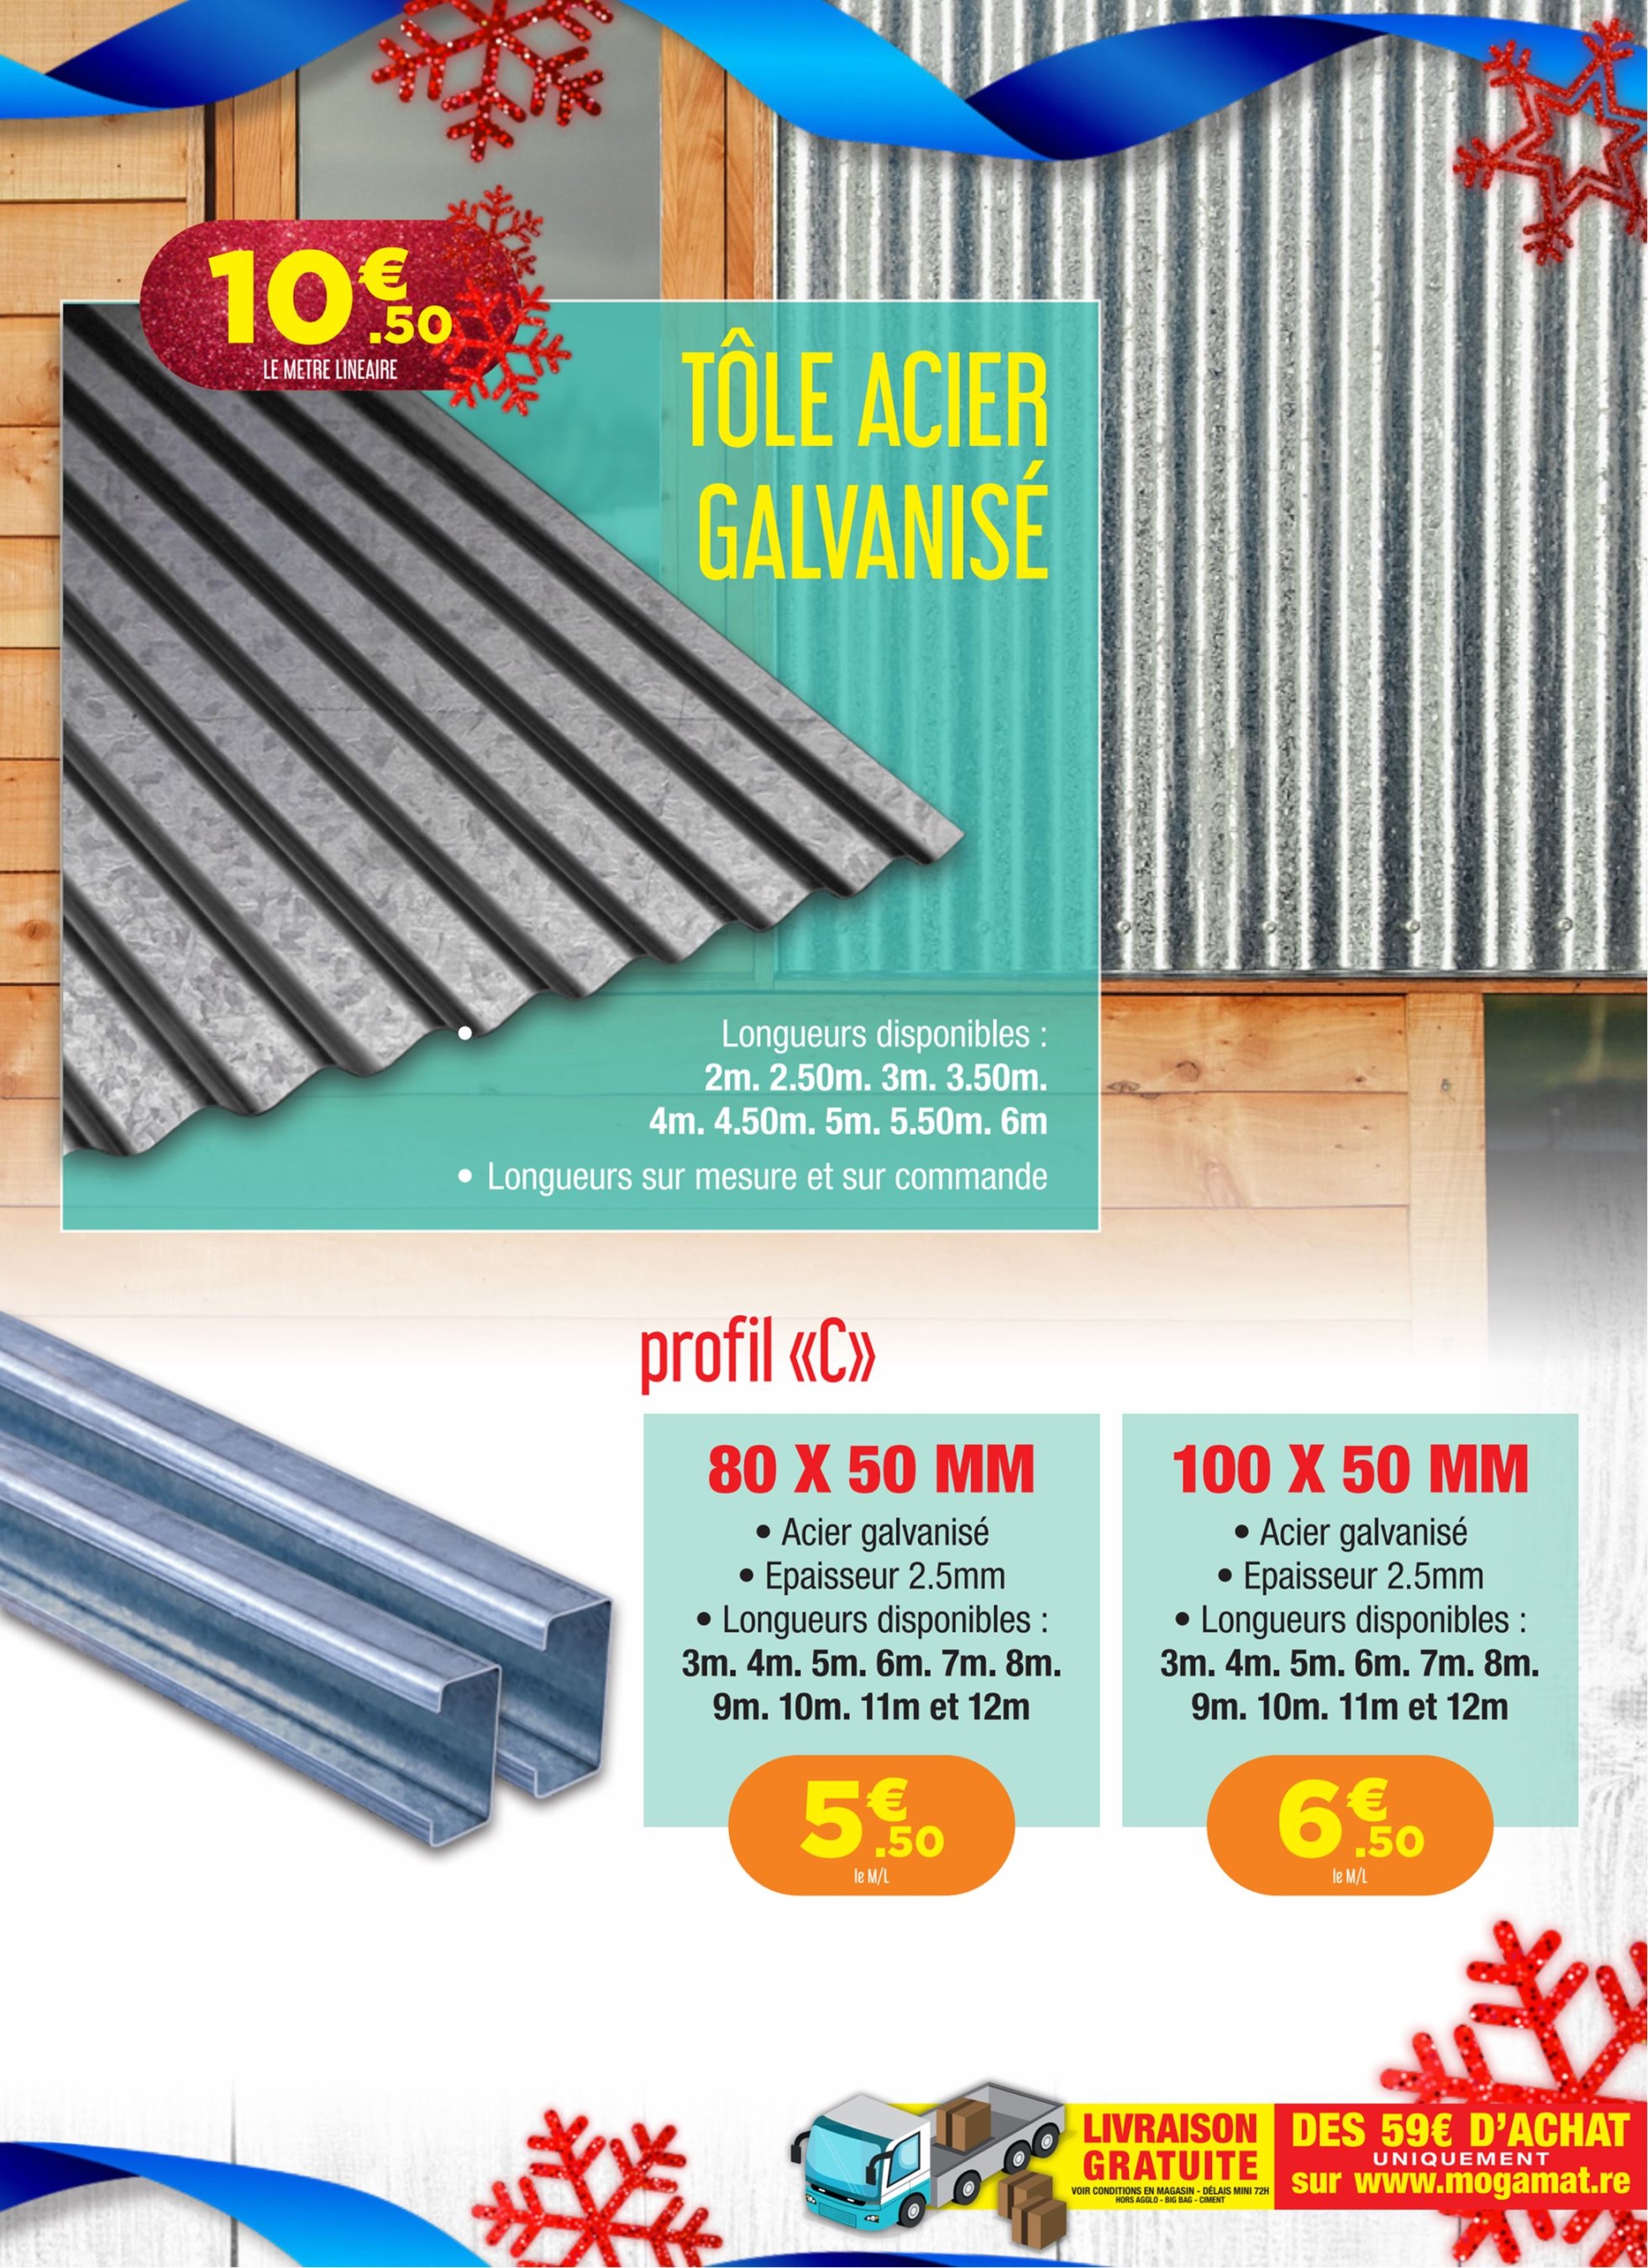 10€.50
LE METRE LINEAIRE
TÔLE ACIER
GALVANISÉ
• Longueurs disponibles :
2m. 2.50m. 3m. 3.50m.
4m. 4.50m. 5m. 5.50m. 6m
• Longueurs sur mesure et sur commande
profil «C»
80 X 50 MM
• Acier galvanisé
• Epaisseur 2.5mm
• Longueurs disponibles :
3m. 4m. 5m. 6m. 7m. 8m.
9m. 10m. 11m et 12m
5€.50
le M/L
100 X 50 MM
• Acier galvanisé
• Epaisseur 2.5mm
• Longueurs disponibles :
3m. 4m. 5m. 6m. 7m. 8m.
9m. 10m. 11m et 12m
6€.50
le M/L
LIVRAISON
GRATUITE
VOIR CONDITIONS EN MAGASIN - DÉLAIS MINI 72H
HORS AGGLO - BIG BAG - CIMENT
DES 59€ D'ACHAT
UNIQUEMENT
sur www.mogamat.re